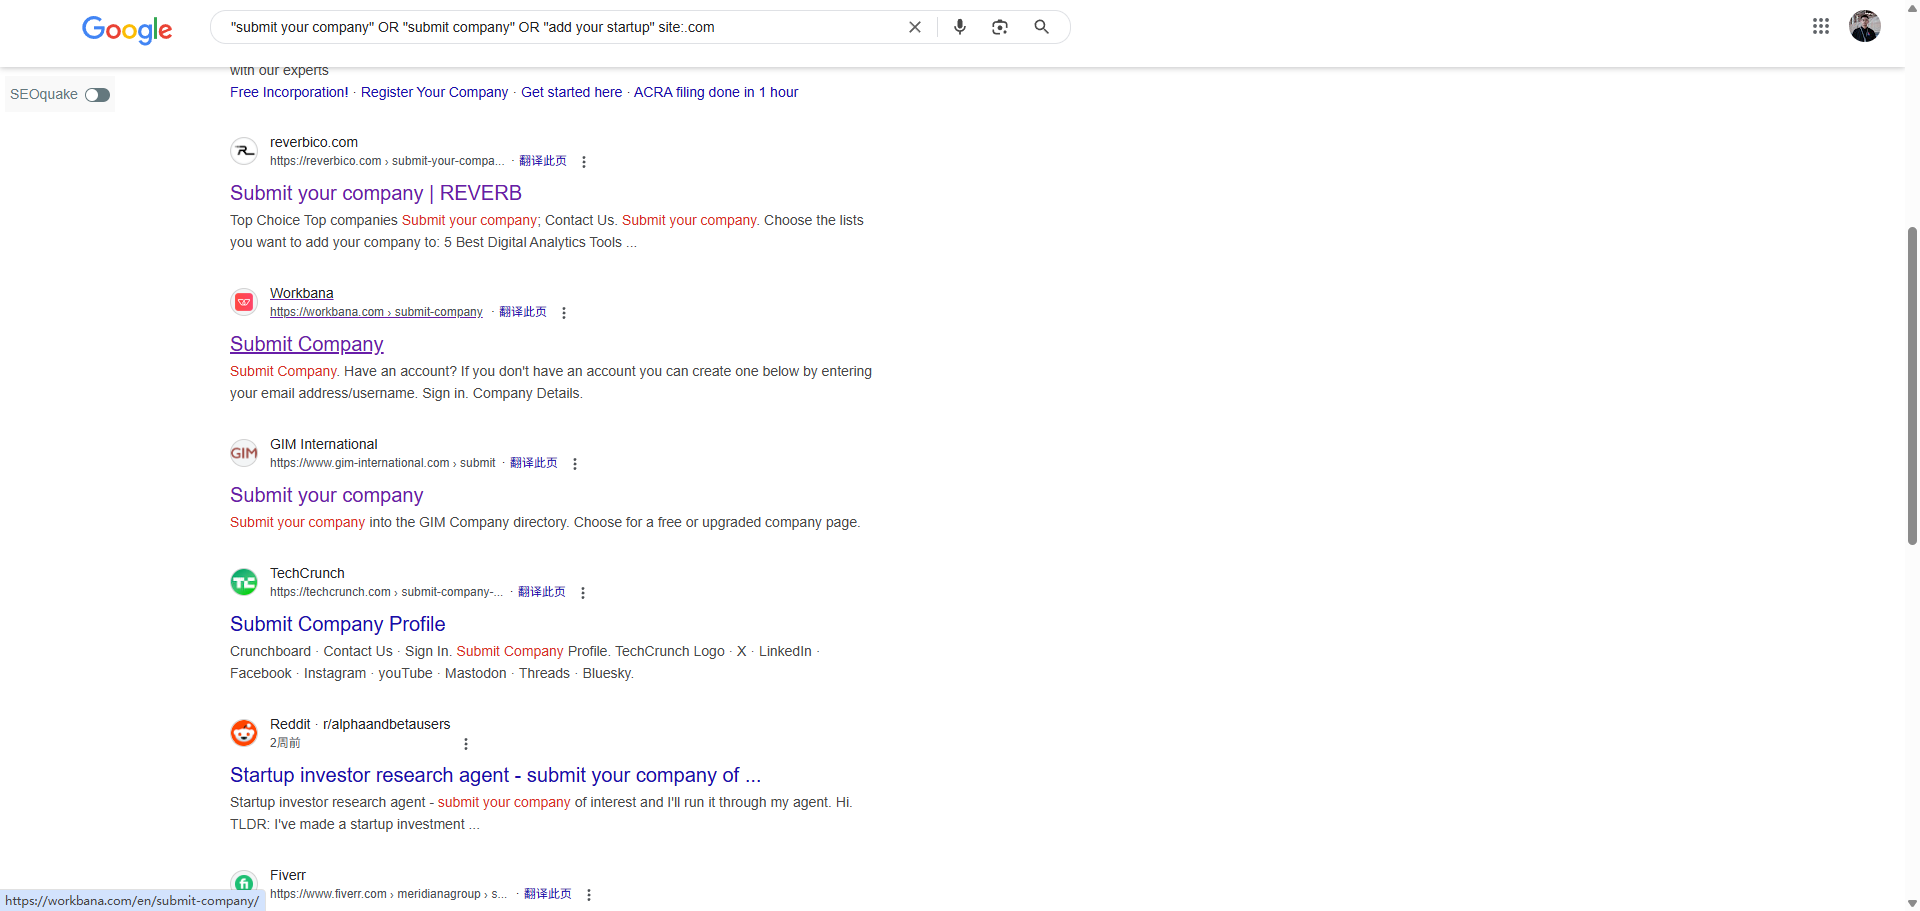 Google
"submit your company" OR "submit company" OR "add your startup" site:.com
SEOquake
with our experts
Free Incorporation! · Register Your Company · Get started here · ACRA filing done in 1 hour
reverbico.com
https://reverbico.com › submit-your-compa... · 翻译此页
Submit your company | REVERB
Top Choice Top companies Submit your company; Contact Us. Submit your company. Choose the lists
you want to add your company to: 5 Best Digital Analytics Tools ...
Workbana
https://workbana.com › submit-company · 翻译此页
Submit Company
Submit Company. Have an account? If you don't have an account you can create one below by entering
your email address/username. Sign in. Company Details.
GIM
GIM International
https://www.gim-international.com › submit · 翻译此页
Submit your company
Submit your company into the GIM Company directory. Choose for a free or upgraded company page.
TechCrunch
https://techcrunch.com › submit-company-... · 翻译此页
Submit Company Profile
Crunchboard · Contact Us · Sign In. Submit Company Profile. TechCrunch Logo · X · LinkedIn ·
Facebook · Instagram · youTube · Mastodon · Threads · Bluesky.
Reddit · r/alphaandbetausers
2周前
Startup investor research agent - submit your company of ...
Startup investor research agent - submit your company of interest and I'll run it through my agent. Hi.
TLDR: I've made a startup investment ...
fi
Fiverr
https://www.fiverr.com › meridianagroup › s... · 翻译此页
https://workbana.com/en/submit-company/